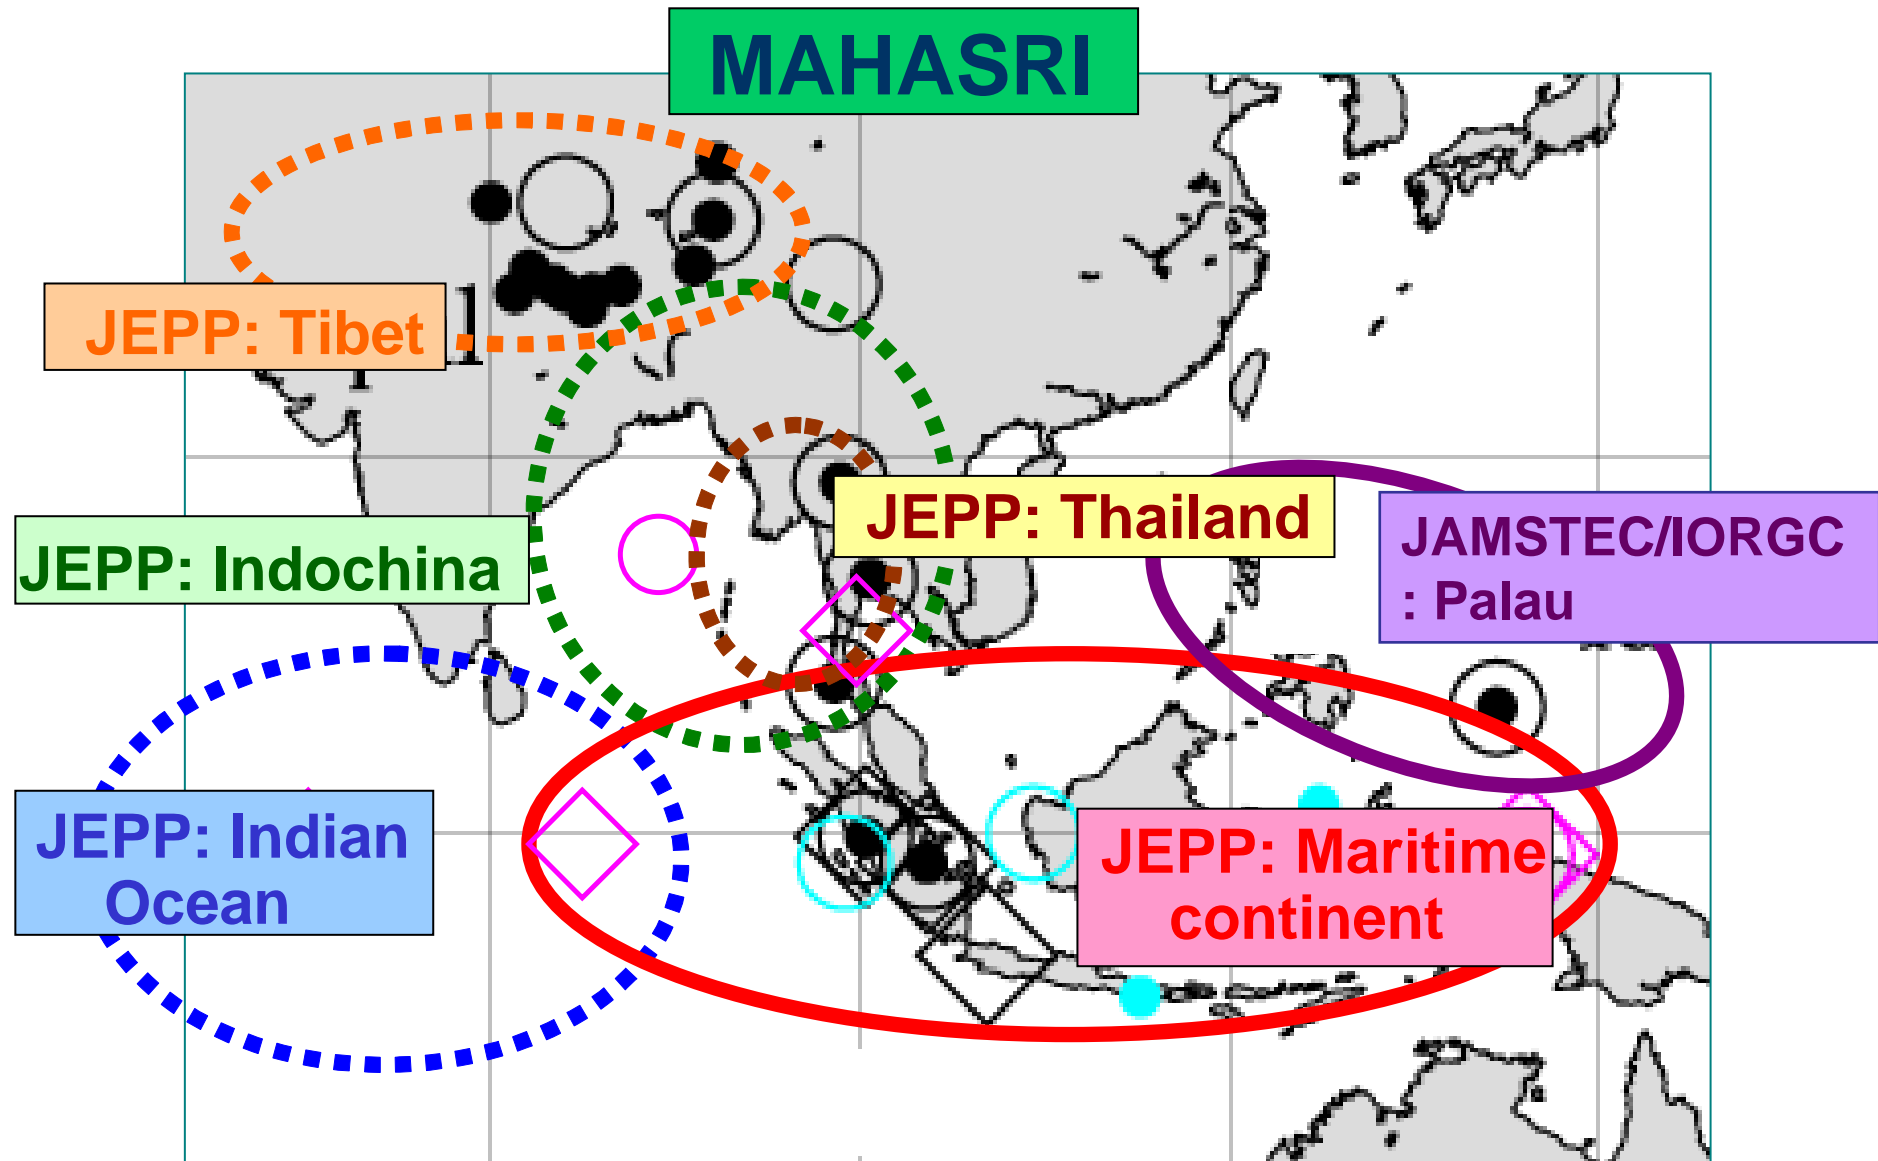 MAHASRI
JEPP: Tibet
JEPP: Thailand
JAMSTEC/IORGC
: Palau
JEPP: Indochina
JEPP: Indian
Ocean
JEPP: Maritime
continent